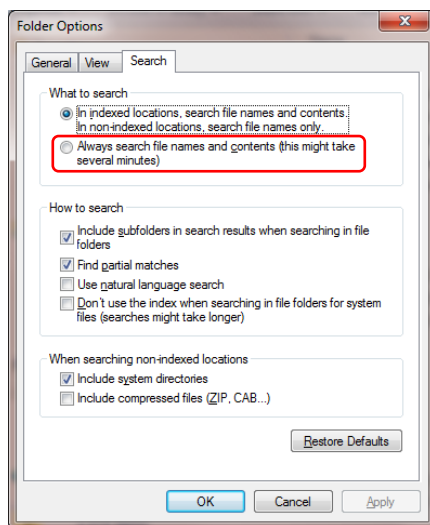 Folder Options
General View Search
What to search
In indexed locations, search file names and contents.
In non-indexed locations, search file names only.
Always search file names and contents (this might take
several minutes)
How to search
Include subfolders in search results when searching in file
folders
Find partial matches
Use natural language search
Don't use the index when searching in file folders for system
files (searches might take longer)
When searching non-indexed locations
Include system directories
Include compressed files (ZIP, CAB...)
Restore Defaults
OK Cancel Apply